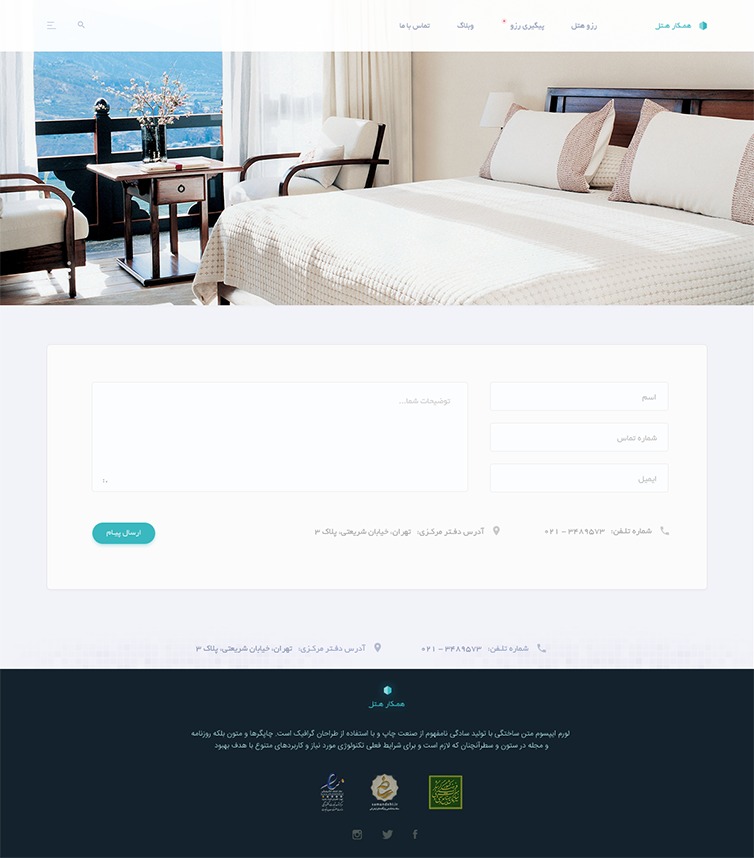 همکار هتل
رزو هتل
پیگیری رزو
وبلاگ
تماس با ما
اسم
شماره تماس
ایمیل
توضیحات شما...
شماره تلفن: ۳۴۸۹۵۷۳ – ۰۲۱
آدرس دفتر مرکزی: تهران، خیابان شریعتی، پلاک ۳
ارسال پیام
شماره تلفن: ۳۴۸۹۵۷۳ – ۰۲۱
آدرس دفتر مرکزی: تهران، خیابان شریعتی، پلاک ۳
همکار هتل
لورم ایپسوم متن ساختگی با تولید سادگی نامفهوم از صنعت چاپ و با استفاده از طراحان گرافیک است. چاپگرها و متون بلکه روزنامه
و مجله در ستون و سطرآنچنان که لازم است و برای شرایط فعلی تکنولوژی مورد نیاز و کاربردهای متنوع با هدف بهبود
samandehi.ir